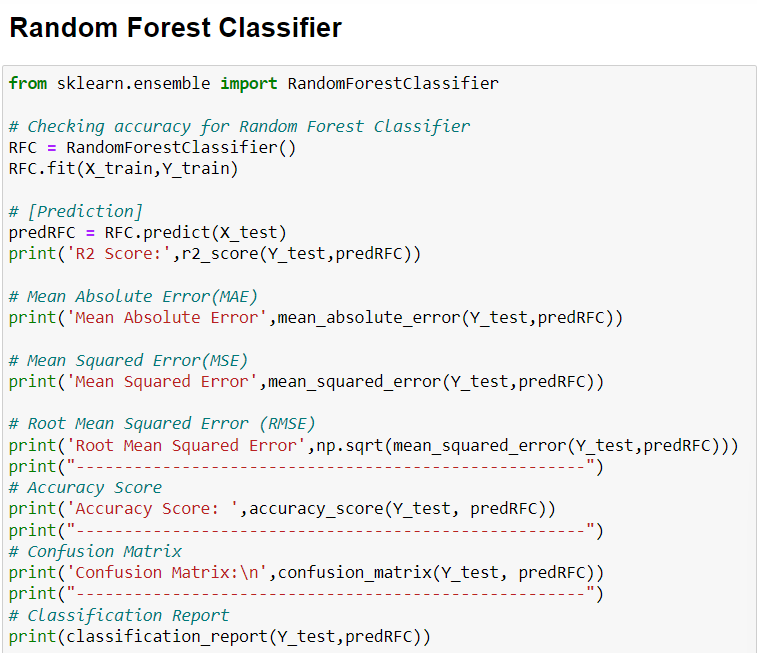 Random Forest Classifier
from sklearn.ensemble import RandomForestClassifier
# Checking accuracy for Random Forest Classifier
RFC = RandomForestClassifier()
RFC.fit(X_train,Y_train)
# [Prediction]
predRFC = RFC.predict(X_test)
print('R2 Score:',r2_score(Y_test,predRFC))
# Mean Absolute Error(MAE)
print('Mean Absolute Error',mean_absolute_error(Y_test,predRFC))
# Mean Squared Error(MSE)
print('Mean Squared Error',mean_squared_error(Y_test,predRFC))
# Root Mean Squared Error (RMSE)
print('Root Mean Squared Error',np.sqrt(mean_squared_error(Y_test,predRFC)))
print("-----------------------------------------------------")
# Accuracy Score
print('Accuracy Score: ',accuracy_score(Y_test, predRFC))
print("-----------------------------------------------------")
# Confusion Matrix
print('Confusion Matrix:\n',confusion_matrix(Y_test, predRFC))
print("-----------------------------------------------------")
# Classification Report
print(classification_report(Y_test,predRFC))